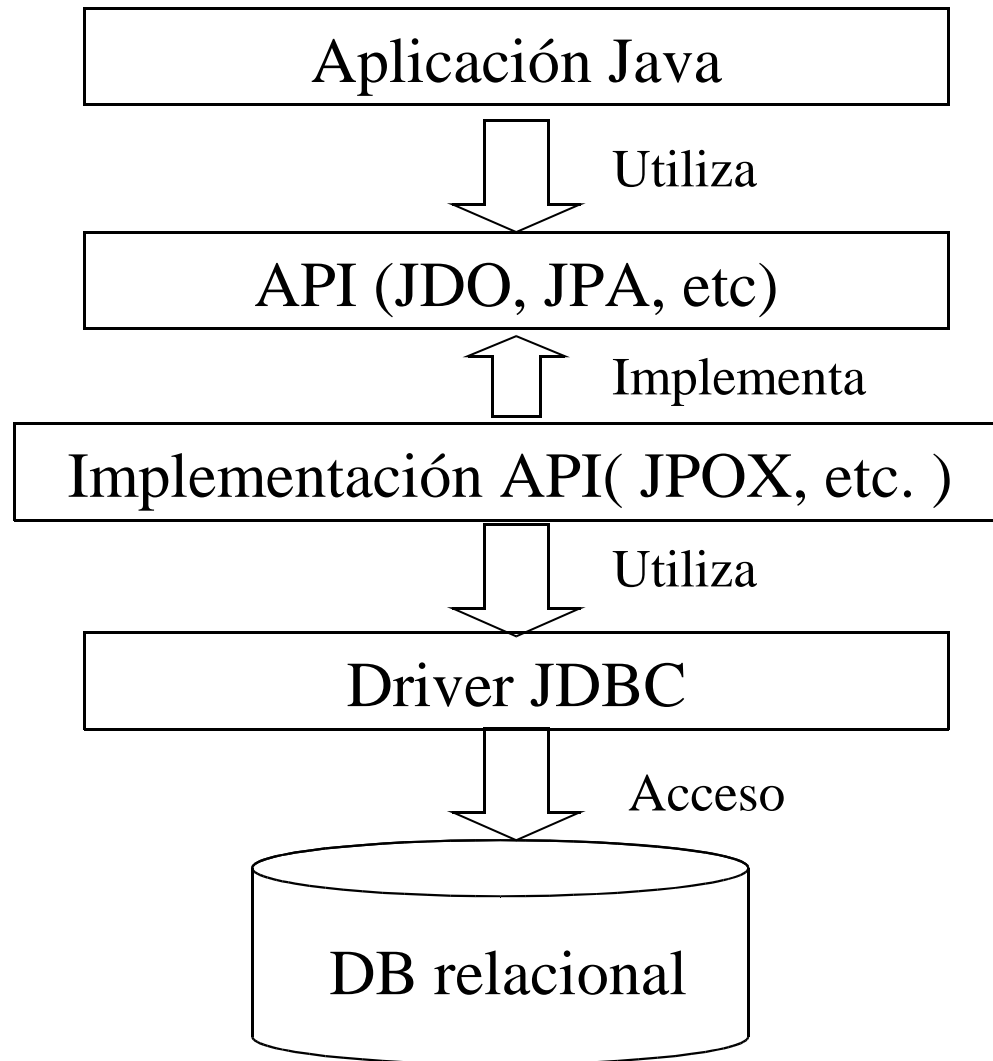 Aplicación Java
Utiliza
API (JDO, JPA, etc)
Implementa
Implementación API( JPOX, etc. )
Utiliza
Driver JDBC
Acceso
DB relacional